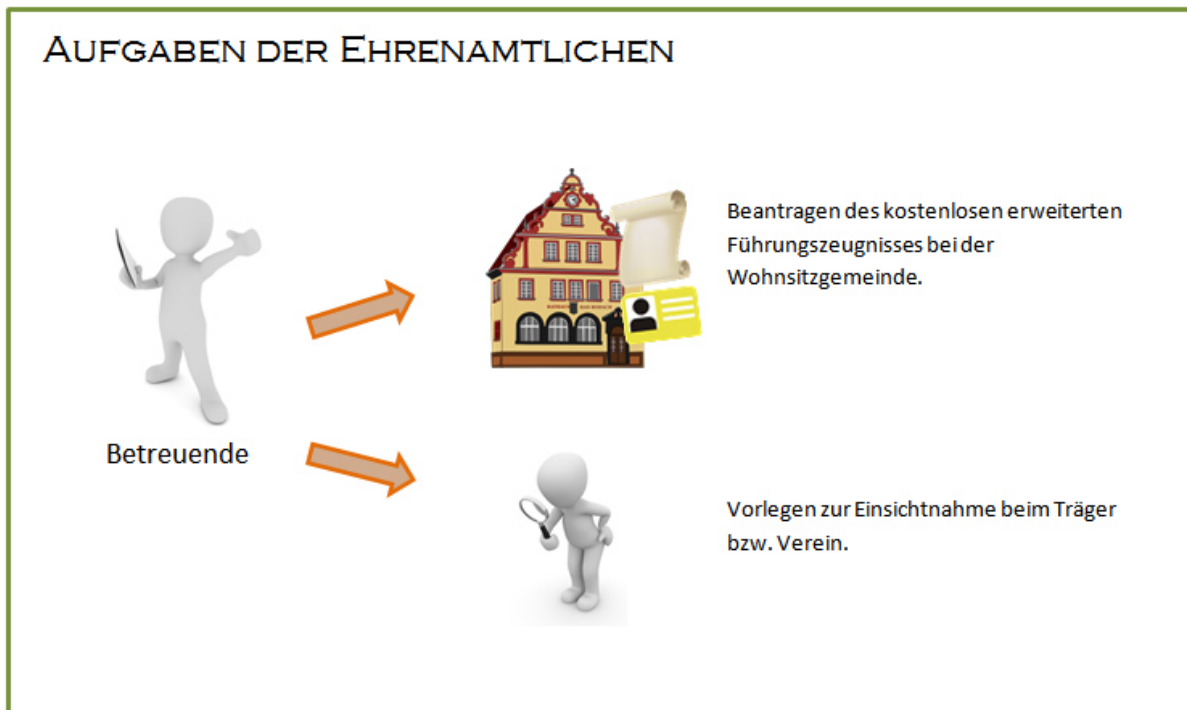 AUFGABEN DER EHRENAMTLICHEN
Beantragen des kostenlosen erweiterten
Führungszeugnisses bei der
Wohnsitzgemeinde.
Betreuende
Vorlegen zur Einsichtnahme beim Träger
bzw. Verein.